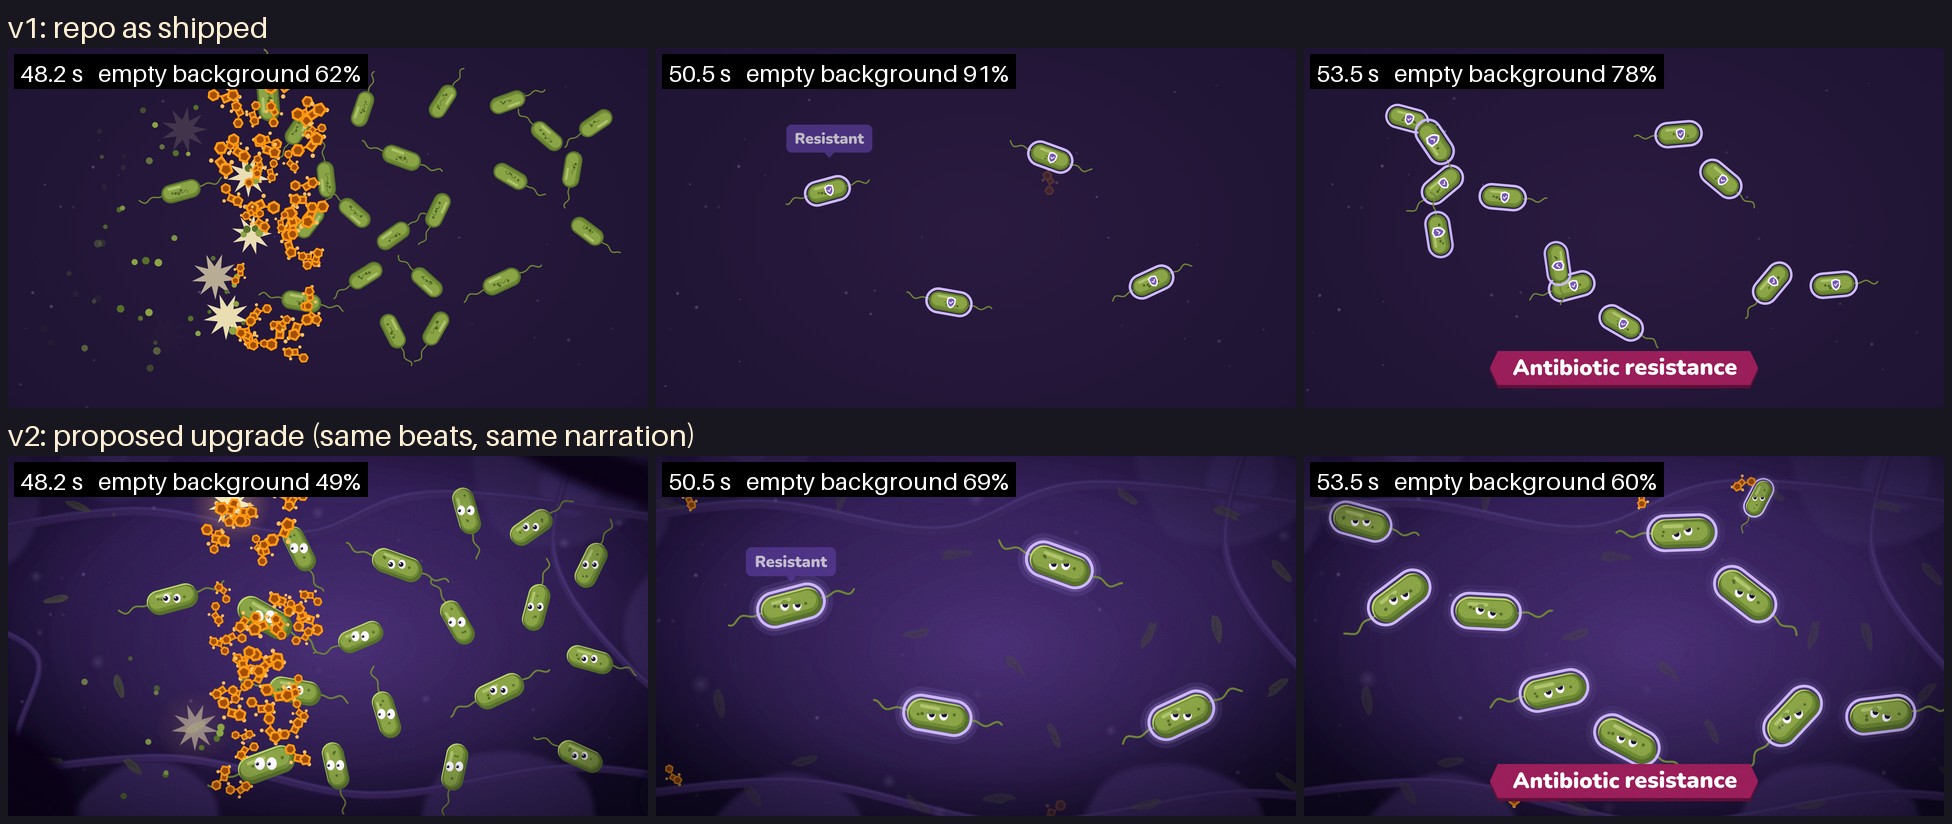 v1: repo as shipped
48.2 s empty background 62%
50.5 s empty background 91%
53.5 s empty background 78%
Resistant
Antibiotic resistance
v2: proposed upgrade (same beats, same narration)
48.2 s empty background 49%
50.5 s empty background 69%
53.5 s empty background 60%
Resistant
Antibiotic resistance